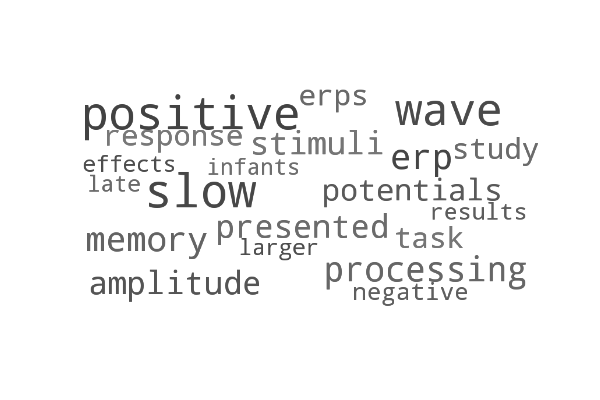 erps
positive wave
response stimuli
erp study
effects infants
late slow potentials
results
memory presented task
larger
amplitude processing
negative